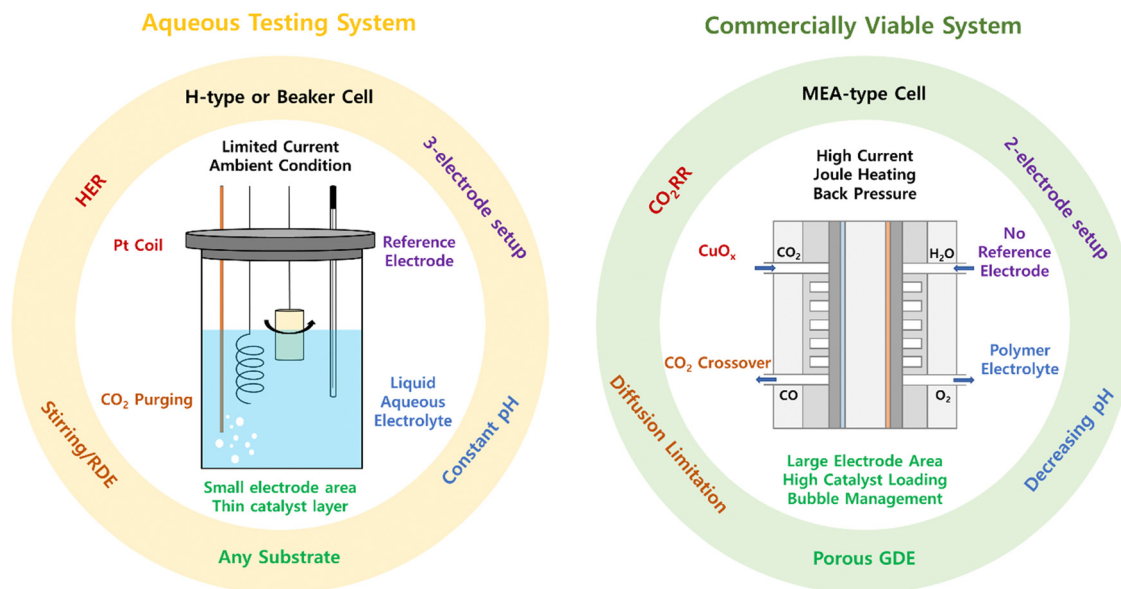 Aqueous Testing System
H-type or Beaker Cell
Limited Current
Ambient Condition
HER
3-electrode setup
Pt Coil
Reference
Electrode
CO₂ Purging
Liquid
Aqueous
Electrolyte
Stirring/RDE
Constant pH
Small electrode area
Thin catalyst layer
Any Substrate
Commercially Viable System
MEA-type Cell
High Current
Joule Heating
Back Pressure
CO₂RR
2-electrode setup
CuOₓ
CO₂
H₂O
No
Reference
Electrode
CO₂ Crossover
CO
O₂
Polymer
Electrolyte
Diffusion Limitation
Decreasing pH
Large Electrode Area
High Catalyst Loading
Bubble Management
Porous GDE